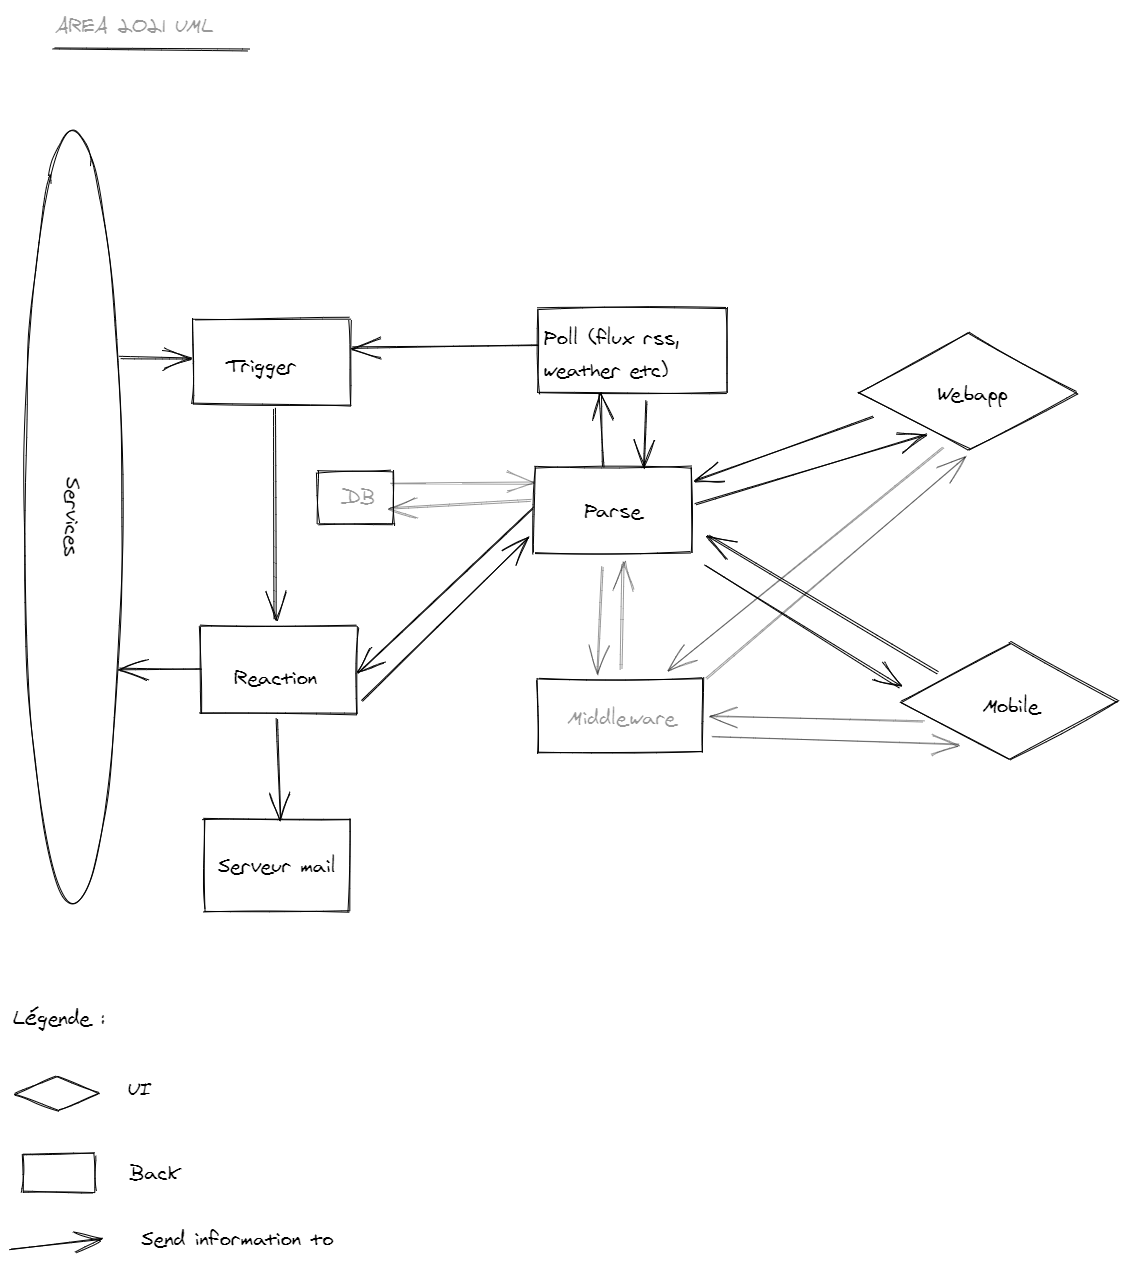 AREA 2021 UML
Services
Trigger
Poll (flux rss,
weather etc)
Webapp
DB
Parse
Reaction
Middleware
Mobile
Serveur mail
Légende :
UI
Back
Send information to